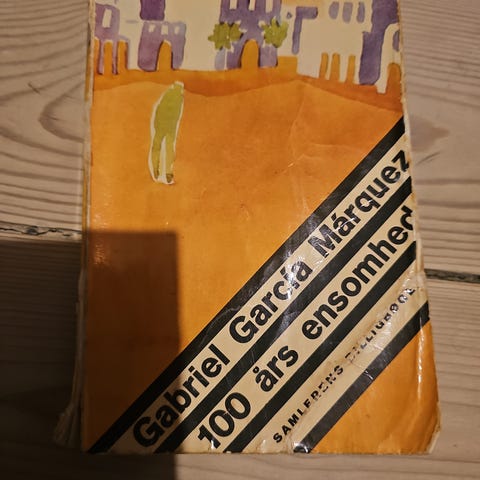 Gabriel García Márquez
100 års ensomhed
SAMLERENS BILLIGBØGER